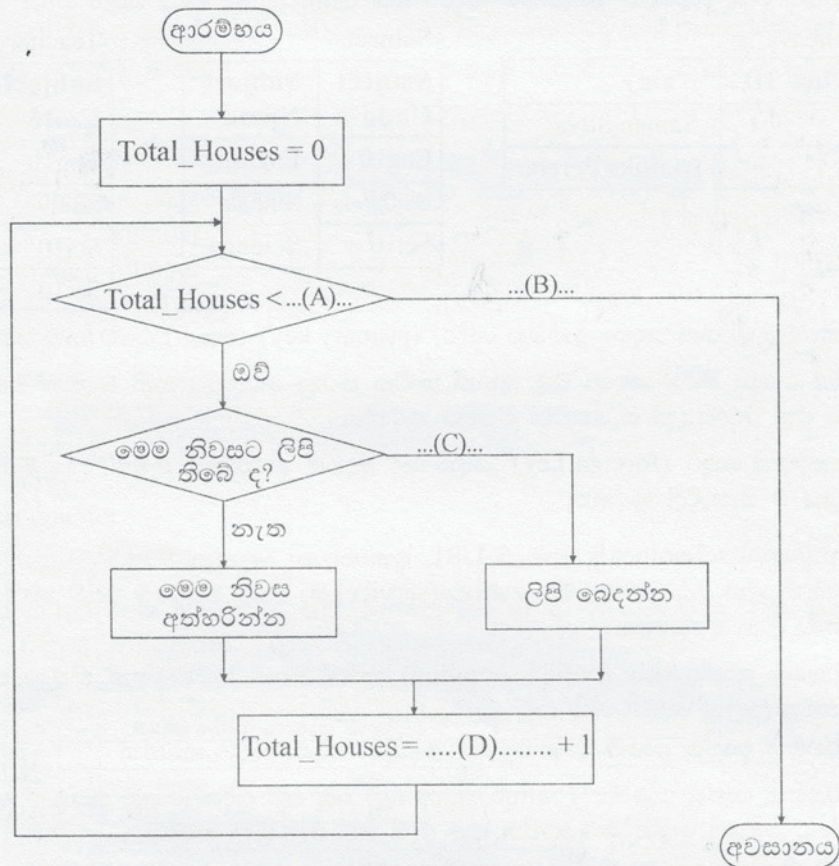 ආරම්භය
Total_Houses = 0
Total_Houses < ...(A)...
...(B)...
ඔව්
මෙම නිවසට ලිපි
තිබේ ද?
...(C)...
නැත
මෙම නිවස
අත්හරින්න
ලිපි බෙදන්න
Total_Houses = .....(D)........ + 1
අවසානය